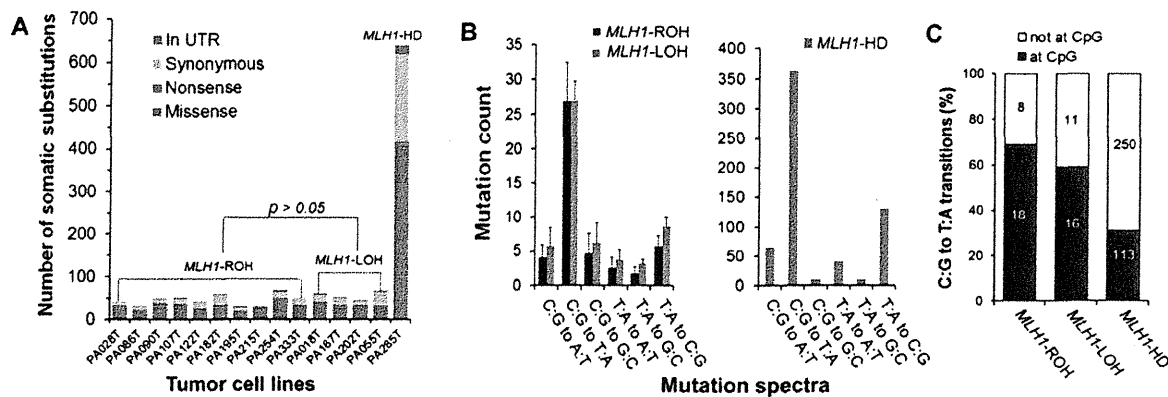 A
Number of somatic substitutions
700
600
500
400
300
200
100
0
In UTR
Synonymous
Nonsense
Missense
MLH1-HD
p > 0.05
MLH1-ROH
MLH1-LOH
PA028T
PA086T
PA090T
PA107T
PA122T
PA182T
PA195T
PA215T
PA254T
PA333T
PA018T
PA167T
PA202T
PA055T
PA285T
Tumor cell lines
B
Mutation count
35
30
25
20
15
10
5
0
MLH1-ROH
MLH1-LOH
C:G to A:T
C:G to T:A
C:G to G:C
T:A to A:T
T:A to G:C
T:A to C:G
400
350
300
250
200
150
100
50
0
MLH1-HD
C:G to A:T
C:G to T:A
C:G to G:C
T:A to A:T
T:A to G:C
T:A to C:G
Mutation spectra
C
not at CpG
at CpG
C:G to T:A transitions (%)
100
80
60
40
20
0
8
18
11
16
250
113
MLH1-ROH
MLH1-LOH
MLH1-HD